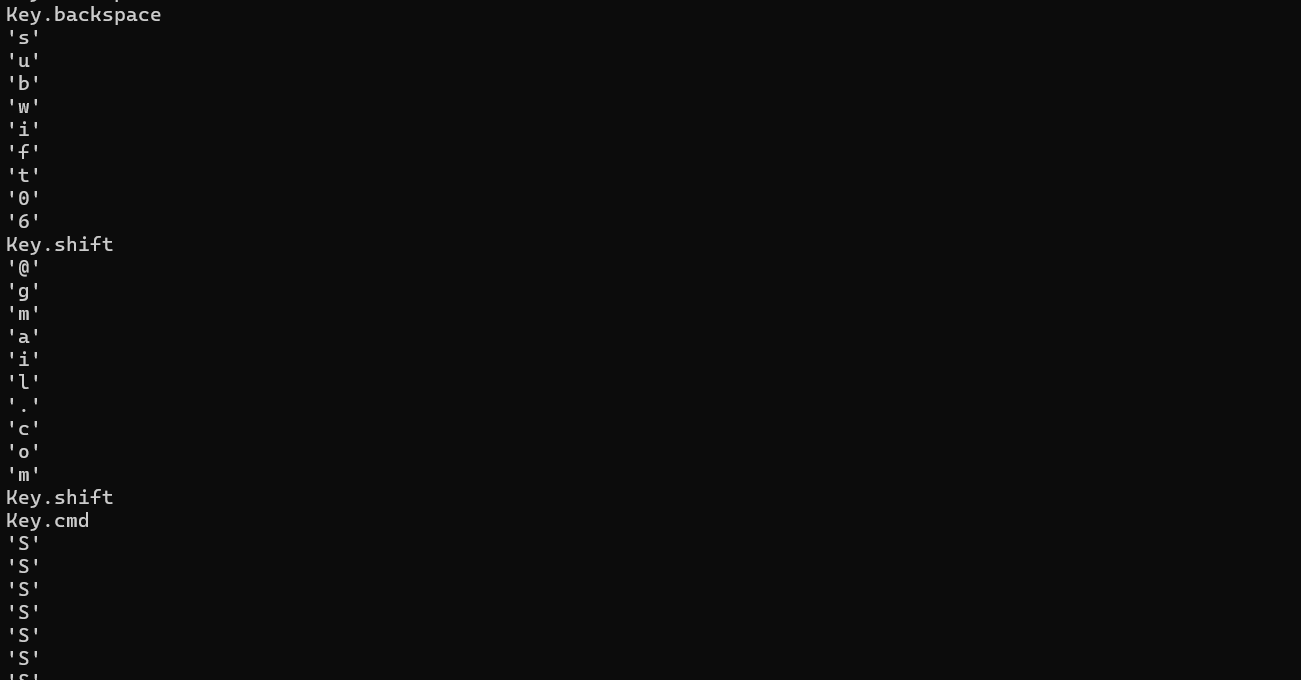 Key.backspace
's'
'u'
'b'
'w'
'i'
'f'
't'
'0'
'6'
Key.shift
'@'
'g'
'm'
'a'
'i'
'l'
'.'
'c'
'o'
'm'
Key.shift
Key.cmd
'S'
'S'
'S'
'S'
'S'
'S'
'S'